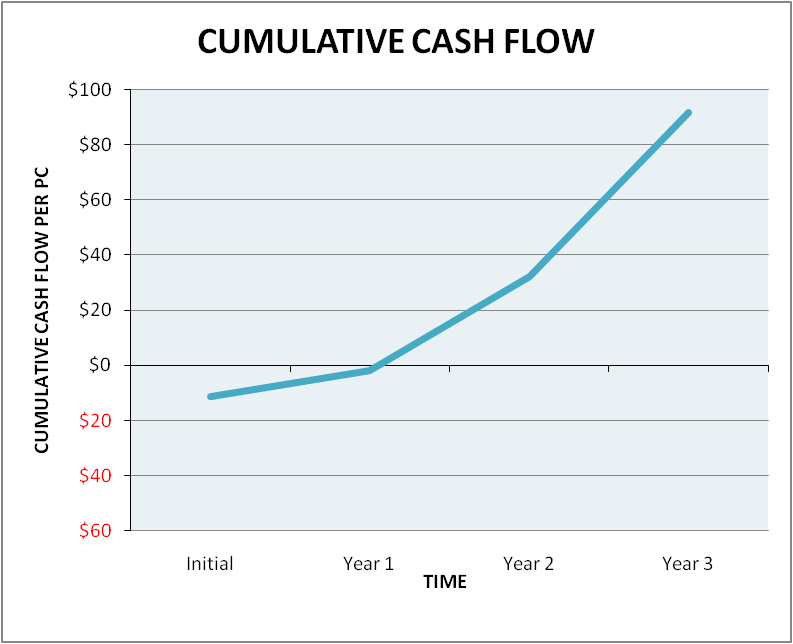 CUMULATIVE CASH FLOW
CUMULATIVE CASH FLOW PER PC
$100
$80
$60
$40
$20
$0
$20
$40
$60
Initial Year 1 Year 2 Year 3
TIME